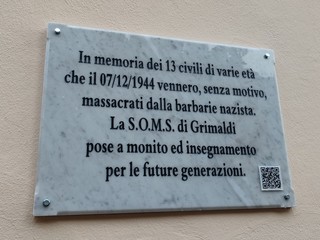 In memoria dei 13 civili di varie età
che il 07/12/1944 vennero, senza motivo,
massacrati dalla barbarie nazista.
La S.O.M.S. di Grimaldi
pose a monito ed insegnamento
per le future generazioni.